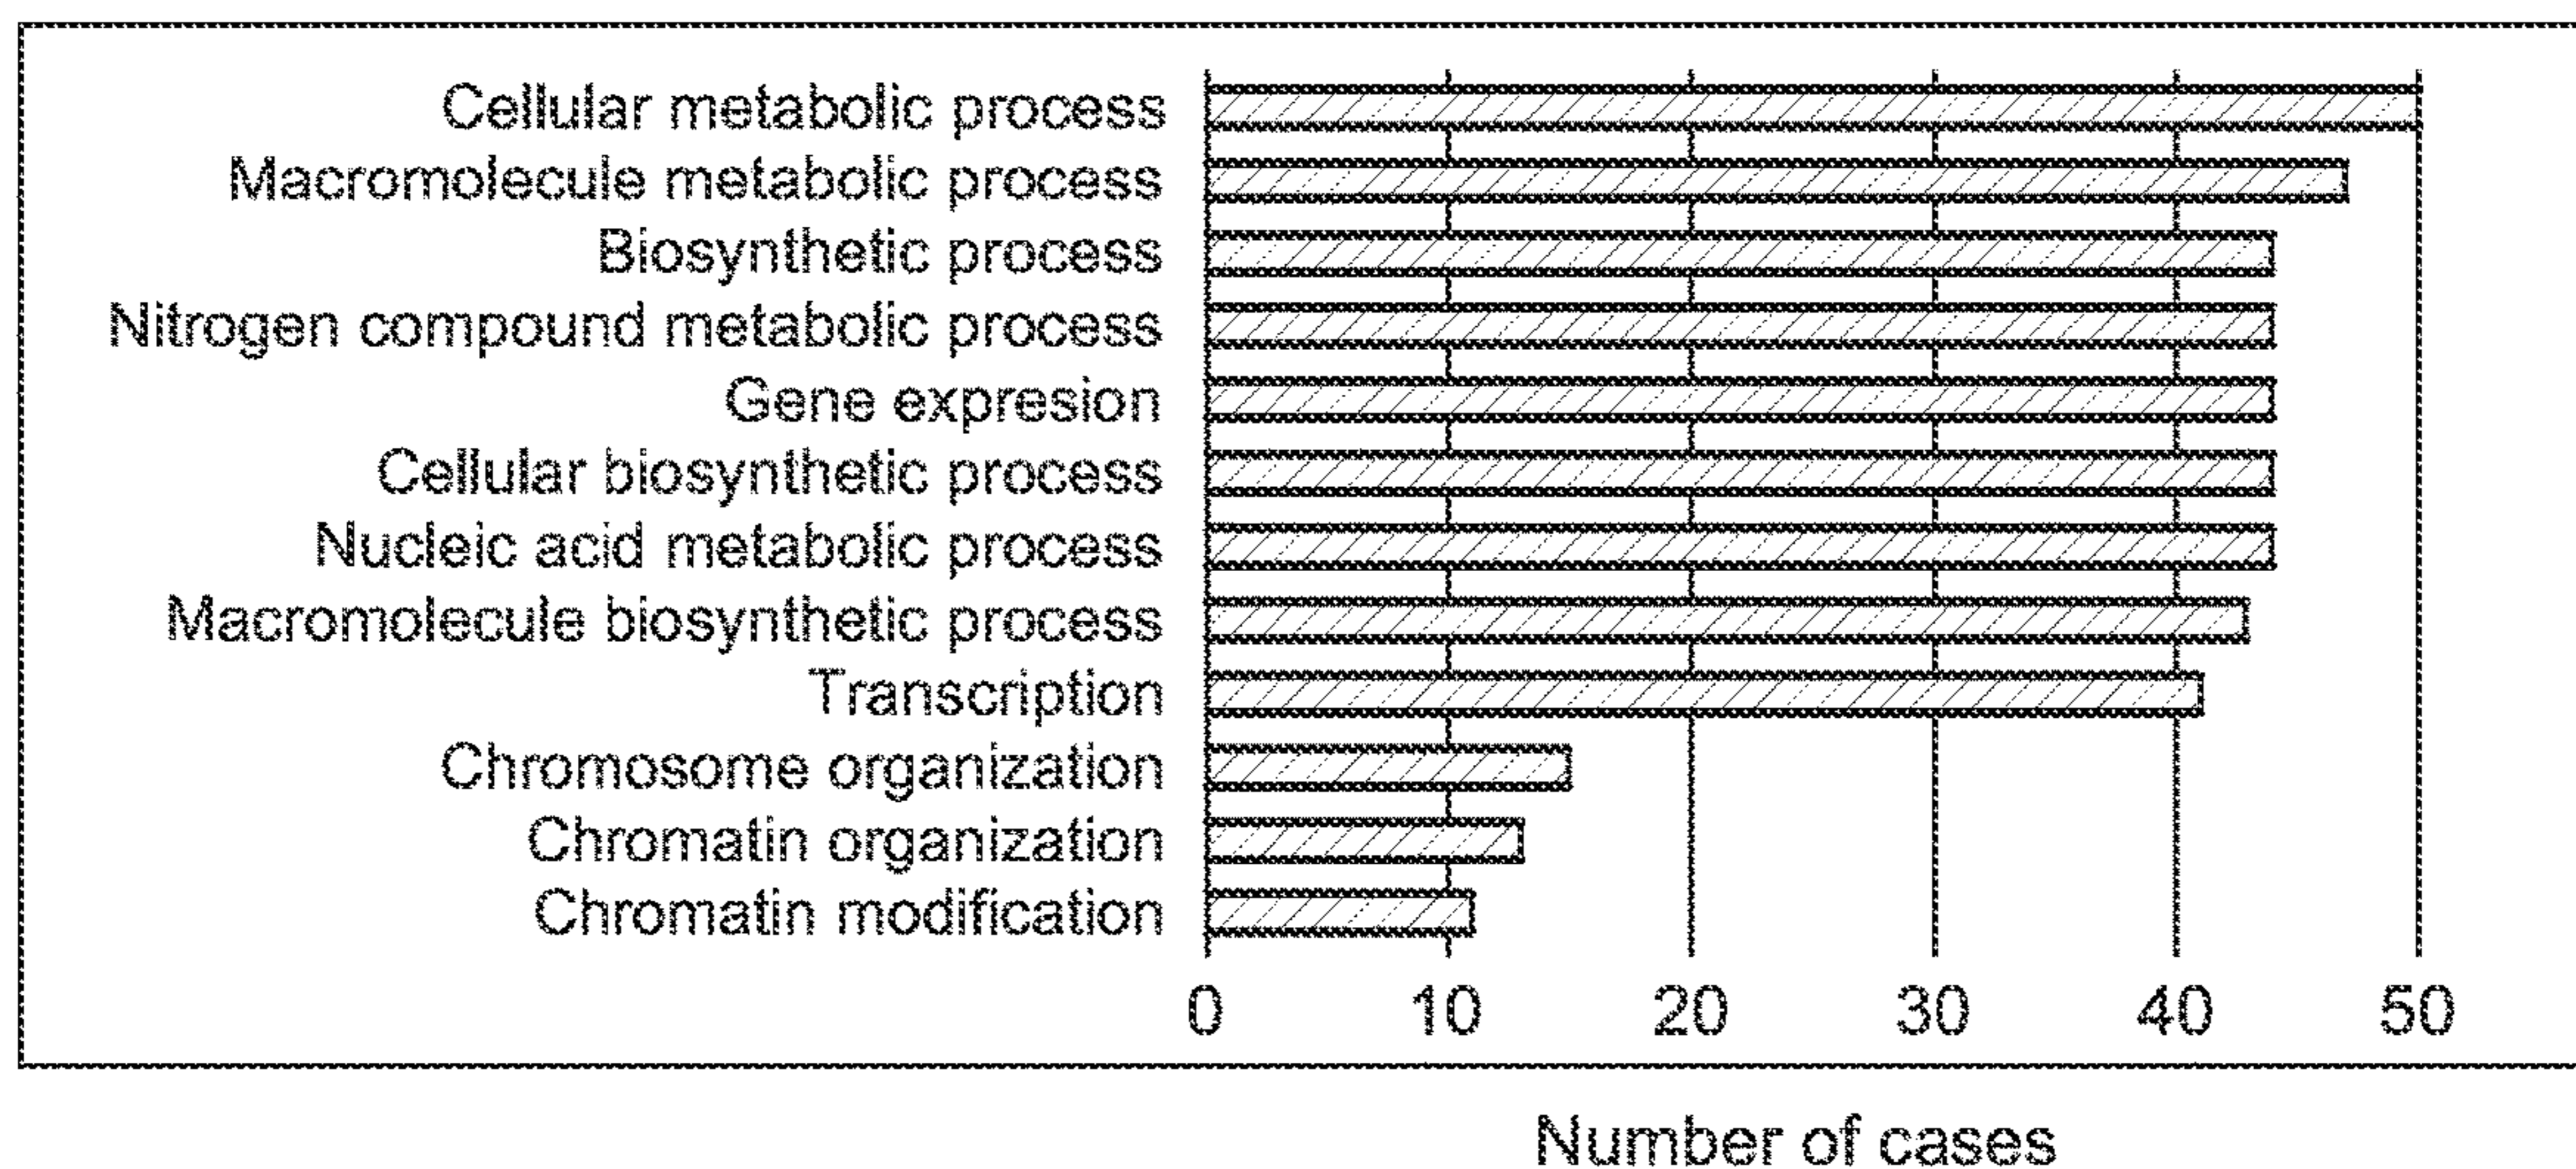 Cellular metabolic process
Macromolecule metabolic process
Biosynthetic process
Nitrogen compound metabolic process
Gene expresion
Cellular biosynthetic process
Nucleic acid metabolic process
Macromolecule biosynthetic process
Transcription
Chromosome organization
Chromatin organization
Chromatin modification
0 10 20 30 40 50
Number of cases